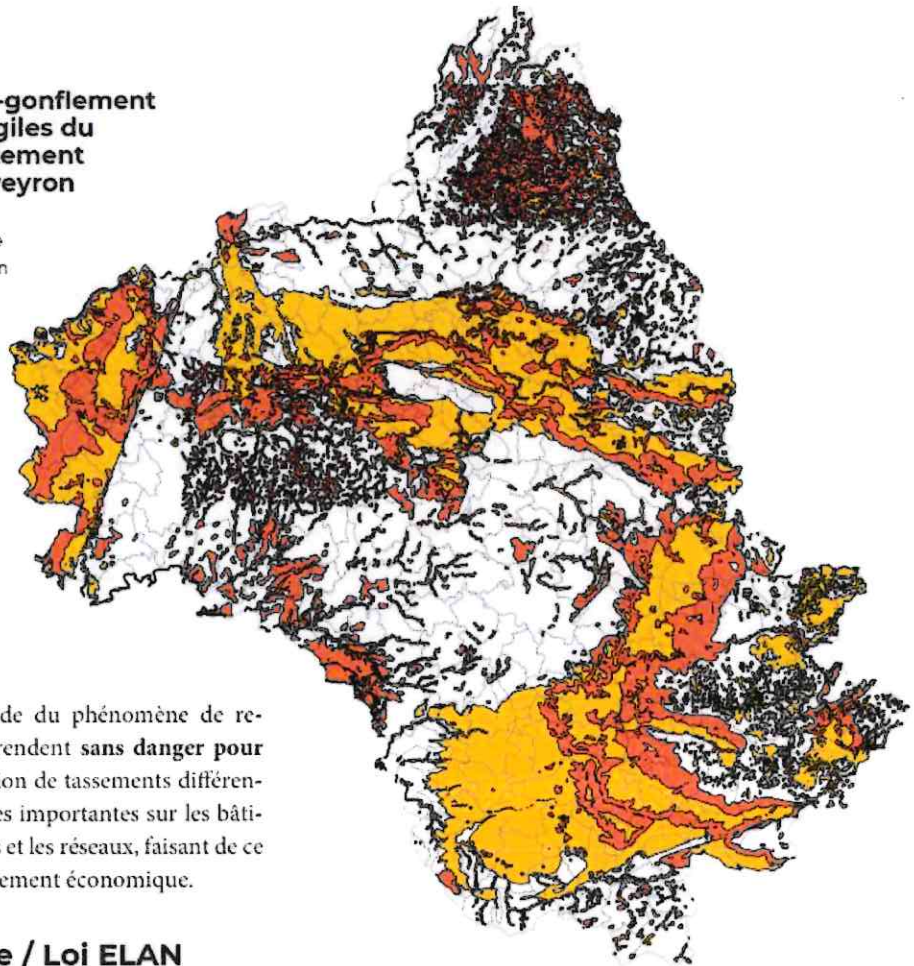 -gonflement
giles du
ement
eyron
e
n
de du phénomène de re-
rendent sans danger pour
ion de tassements différen-
es importantes sur les bâti-
s et les réseaux, faisant de ce
ement économique.
e / Loi ELAN